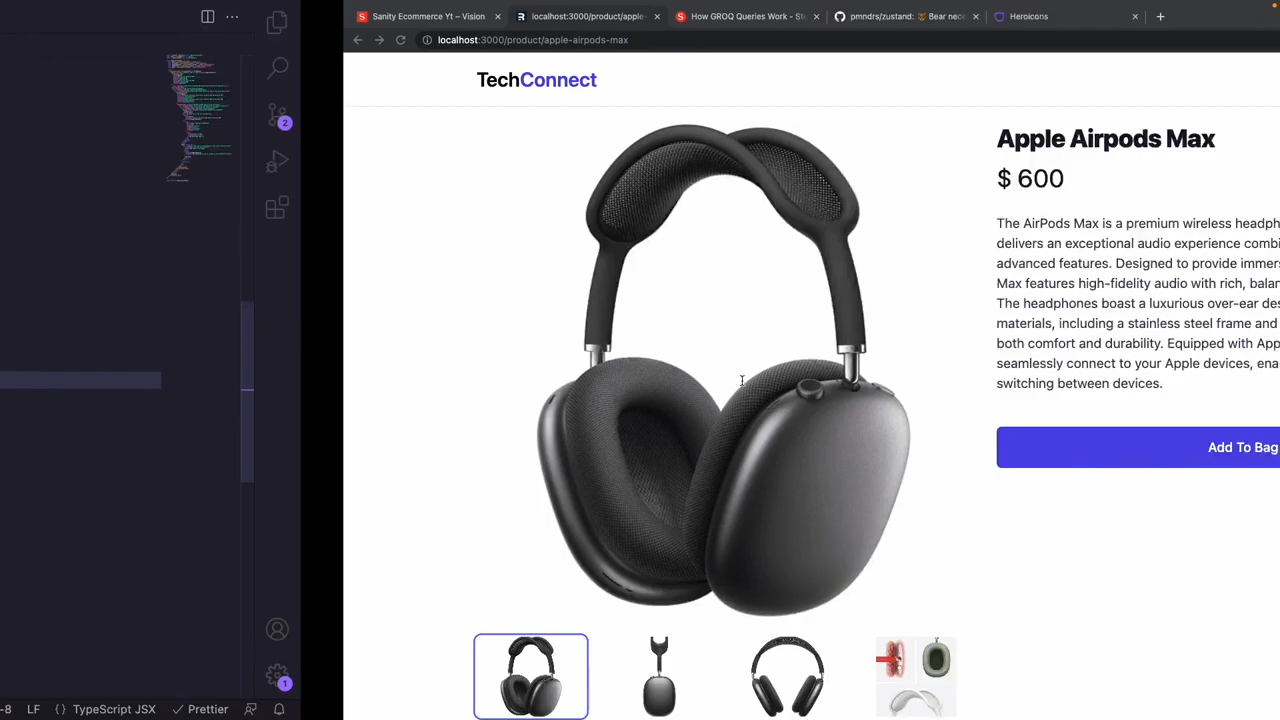 Sanity Ecommerce Yt – Vision
localhost:3000/product/apple-
How GROQ Queries Work - St
pmndrs/zustand: 🐻 Bear nece
Heroicons
localhost:3000/product/apple-airpods-max
TechConnect
Apple Airpods Max
$ 600
The AirPods Max is a premium wireless headph
delivers an exceptional audio experience combi
advanced features. Designed to provide immers
Max features high-fidelity audio with rich, balan
The headphones boast a luxurious over-ear des
materials, including a stainless steel frame and
both comfort and durability. Equipped with App
seamlessly connect to your Apple devices, ena
switching between devices.
Add To Bag
2
1
-8 LF {} TypeScript JSX ✓ Prettier